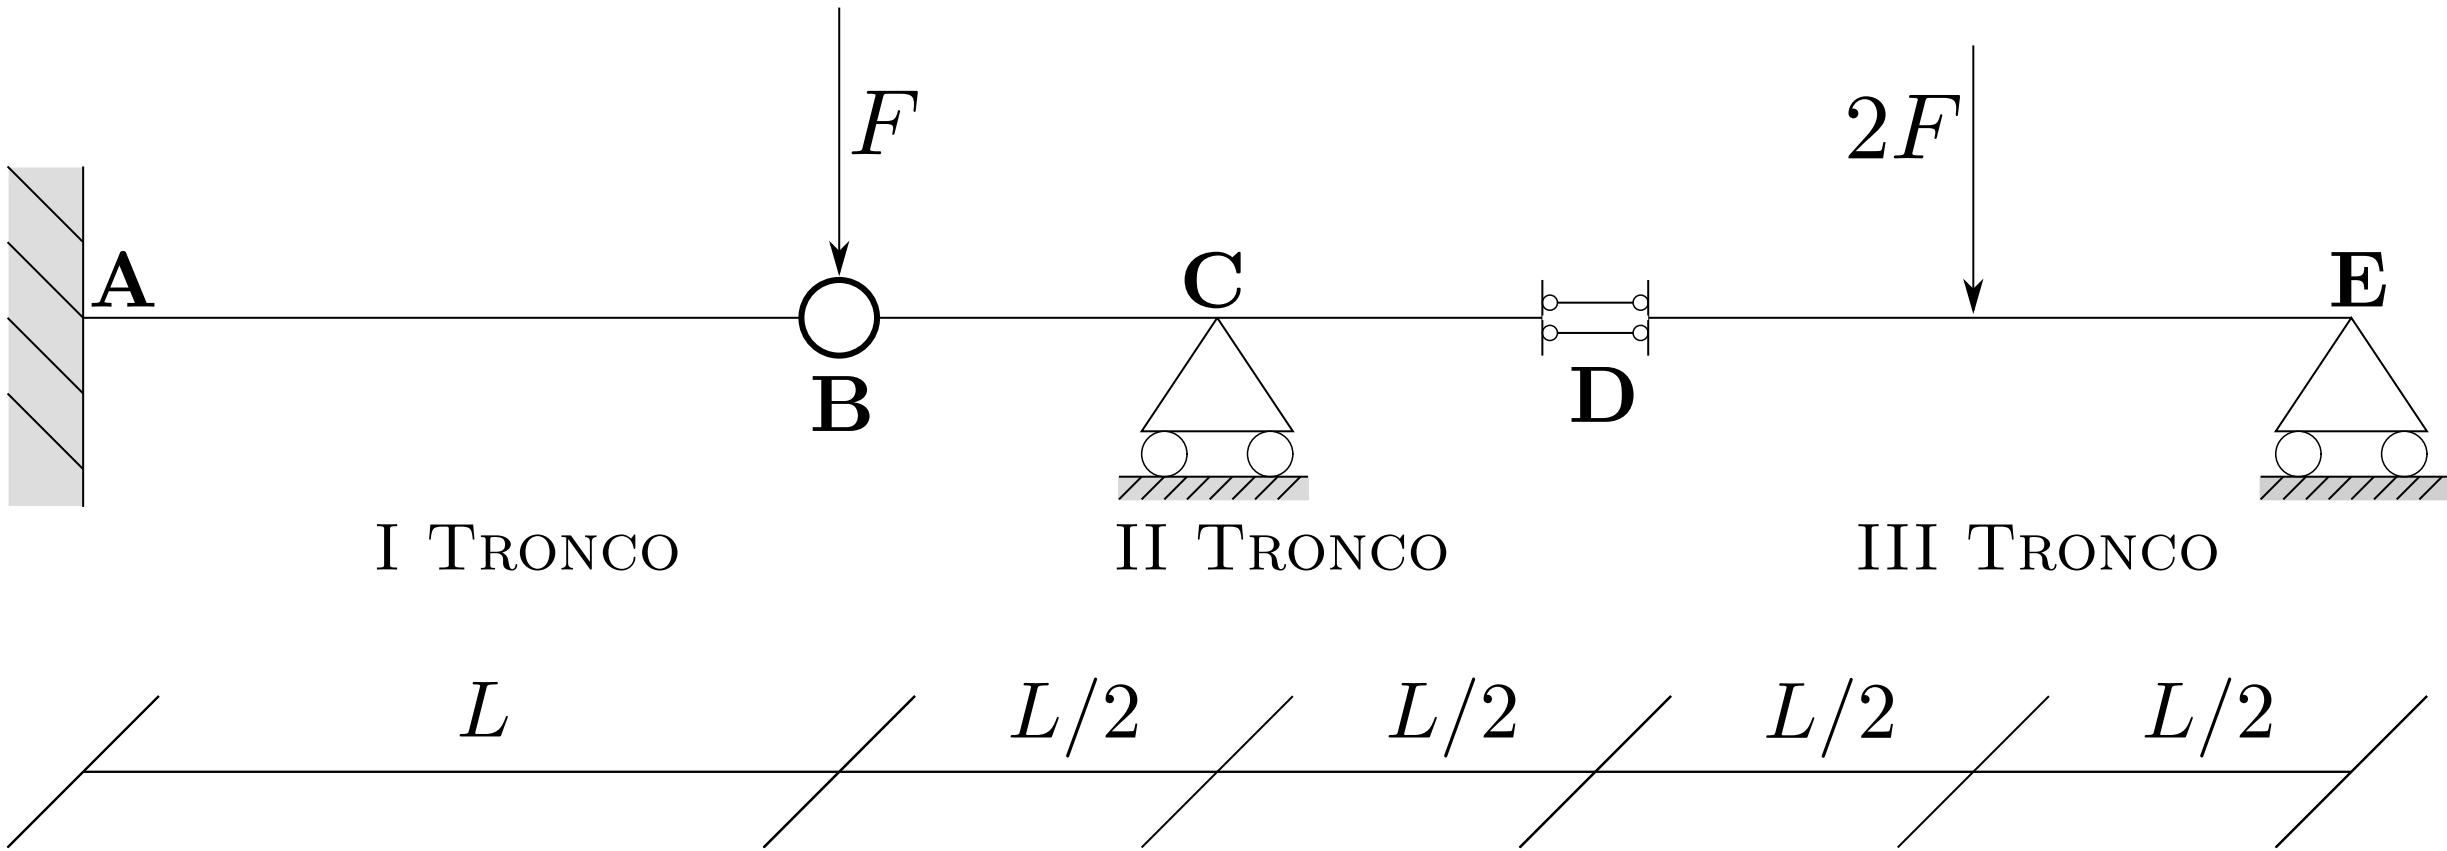 F
2F
A
C
E
B
D
I Tronco
II Tronco
III Tronco
L
L/2
L/2
L/2
L/2